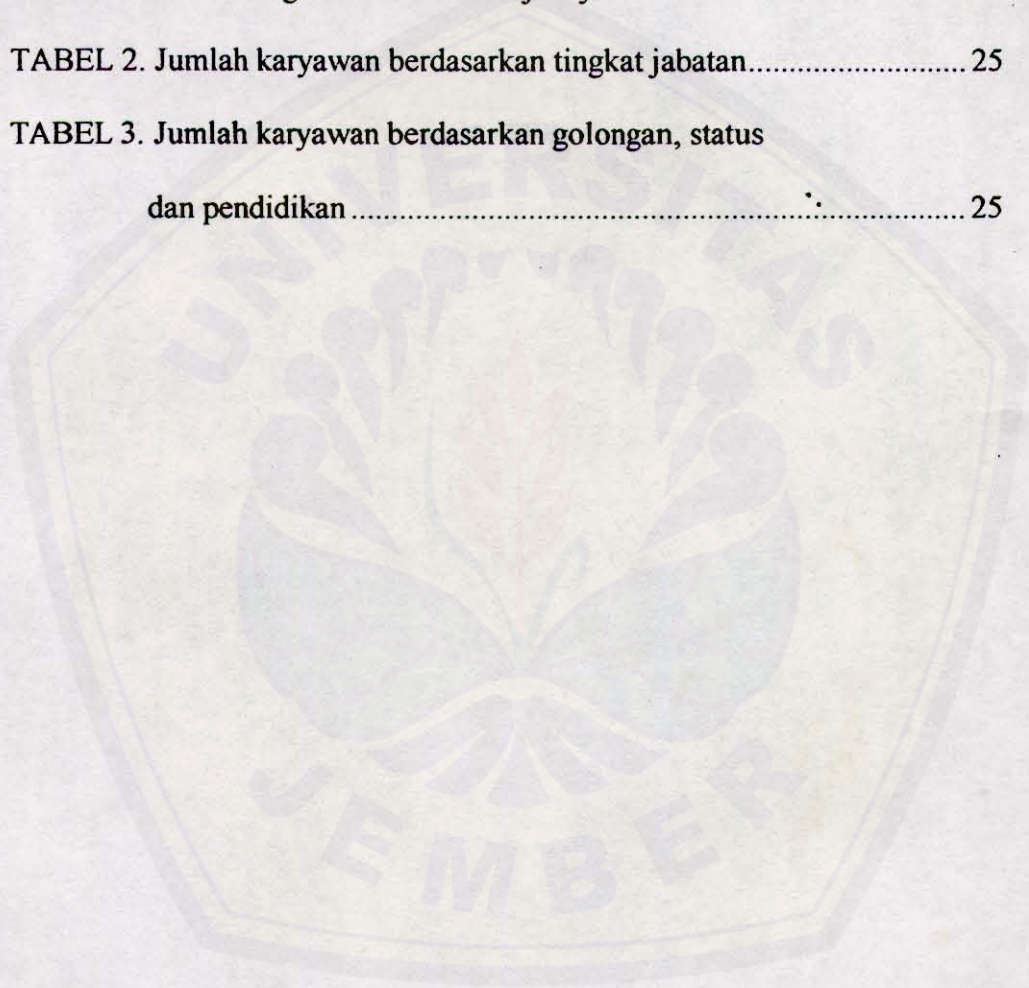 TABEL 2. Jumlah karyawan berdasarkan tingkat jabatan........................... 25
TABEL 3. Jumlah karyawan berdasarkan golongan, status
dan pendidikan ............................................................................. 25
UNIVERSITAS
JEMBER